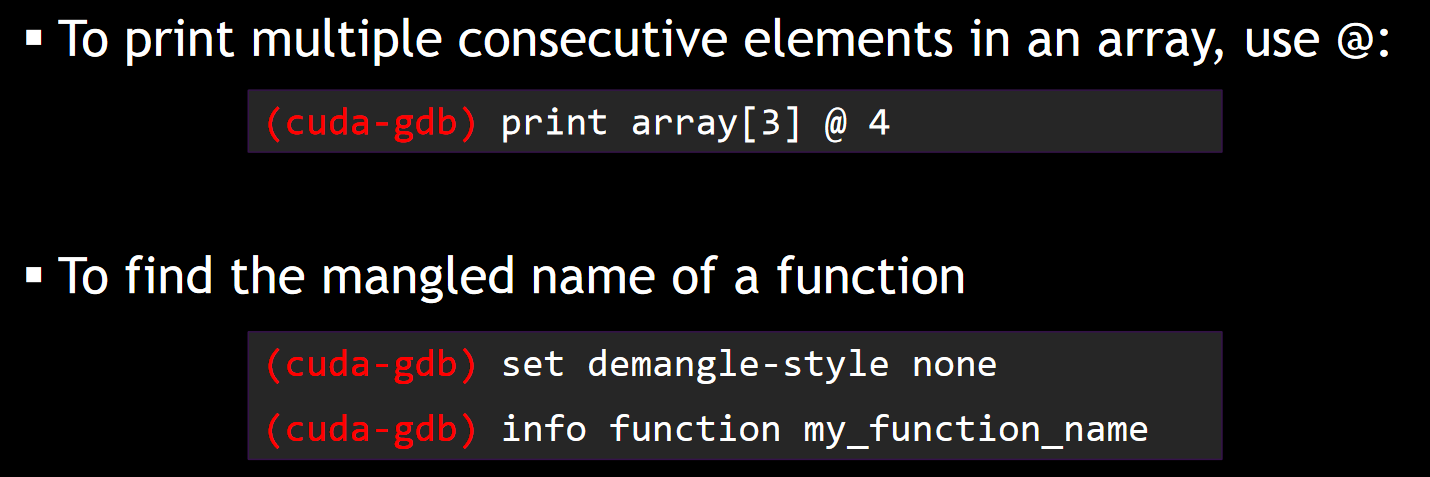 ▪ To print multiple consecutive elements in an array, use @:
(cuda-gdb) print array[3] @ 4
▪ To find the mangled name of a function
(cuda-gdb) set demangle-style none
(cuda-gdb) info function my_function_name